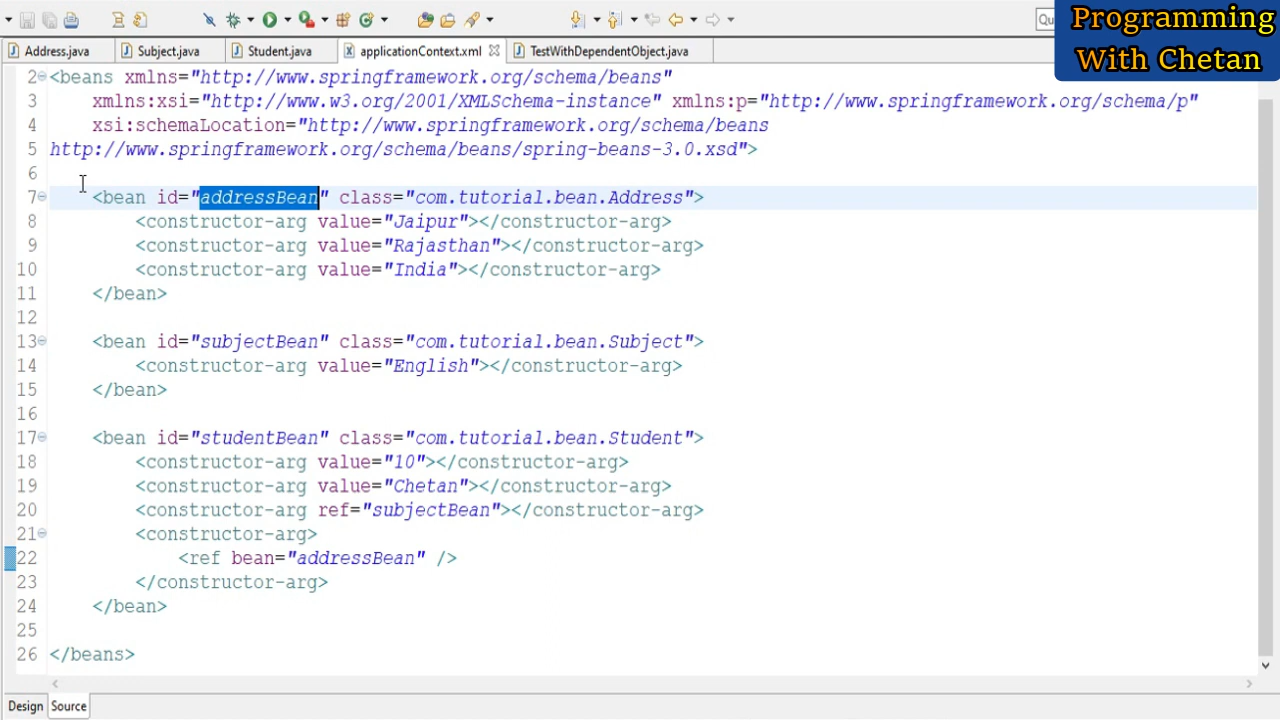 Qu
Programming
With Chetan
Address.java
Subject.java
Student.java
applicationContext.xml
TestWithDependentObject.java
2 <beans xmlns="http://www.springframework.org/schema/beans"
3 xmlns:xsi="http://www.w3.org/2001/XMLSchema-instance" xmlns:p="http://www.springframework.org/schema/p"
4 xsi:schemaLocation="http://www.springframework.org/schema/beans
5 http://www.springframework.org/schema/beans/spring-beans-3.0.xsd">
6
7 <bean id="addressBean" class="com.tutorial.bean.Address">
8 <constructor-arg value="Jaipur"></constructor-arg>
9 <constructor-arg value="Rajasthan"></constructor-arg>
10 <constructor-arg value="India"></constructor-arg>
11 </bean>
12
13 <bean id="subjectBean" class="com.tutorial.bean.Subject">
14 <constructor-arg value="English"></constructor-arg>
15 </bean>
16
17 <bean id="studentBean" class="com.tutorial.bean.Student">
18 <constructor-arg value="10"></constructor-arg>
19 <constructor-arg value="Chetan"></constructor-arg>
20 <constructor-arg ref="subjectBean"></constructor-arg>
21 <constructor-arg>
22 <ref bean="addressBean" />
23 </constructor-arg>
24 </bean>
25
26 </beans>
Design
Source